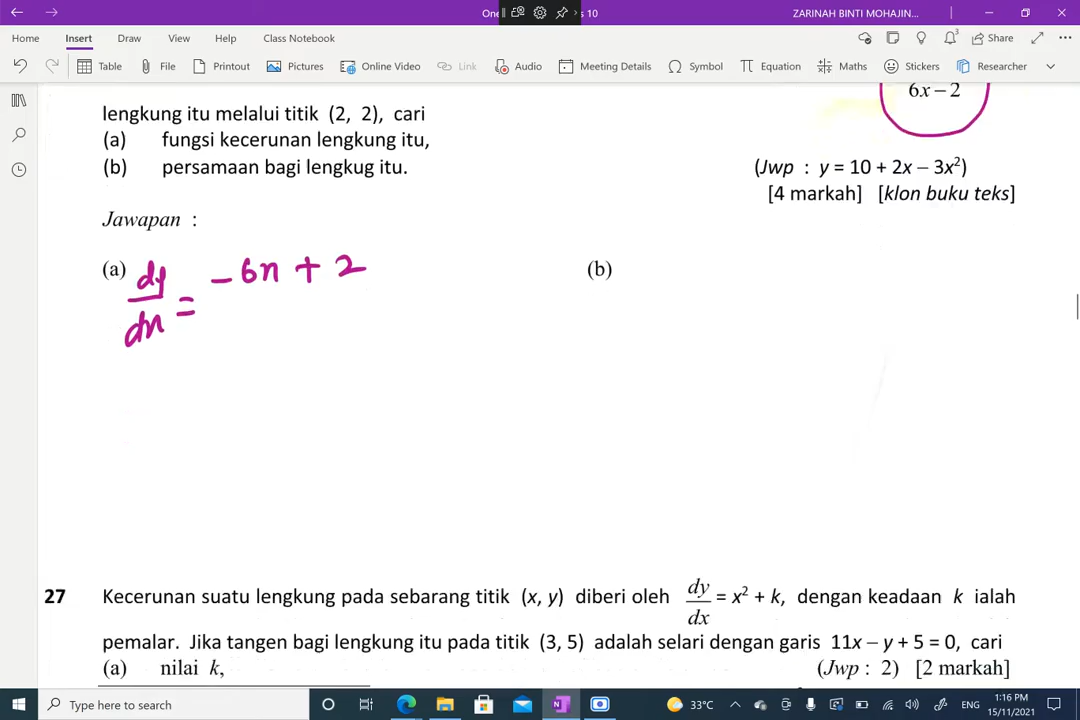 One
s 10
ZARINAH BINTI MOHAJIN...
Home Insert Draw View Help Class Notebook Share
Table File Printout Pictures Online Video Link Audio Meeting Details Symbol Equation Maths Stickers Researcher
6x – 2
lengkung itu melalui titik (2, 2), cari
(a) fungsi kecerunan lengkung itu,
(b) persamaan bagi lengkug itu.
(Jwp : y = 10 + 2x – 3x²)
[4 markah] [klon buku teks]
Jawapan :
(a) dy/dx = – 6x + 2
(b)
27 Kecerunan suatu lengkung pada sebarang titik (x, y) diberi oleh dy/dx = x² + k, dengan keadaan k ialah
pemalar. Jika tangen bagi lengkung itu pada titik (3, 5) adalah selari dengan garis 11x – y + 5 = 0, cari
(a) nilai k, (Jwp : 2) [2 markah]
Type here to search
33°C
ENG
1:16 PM
15/11/2021